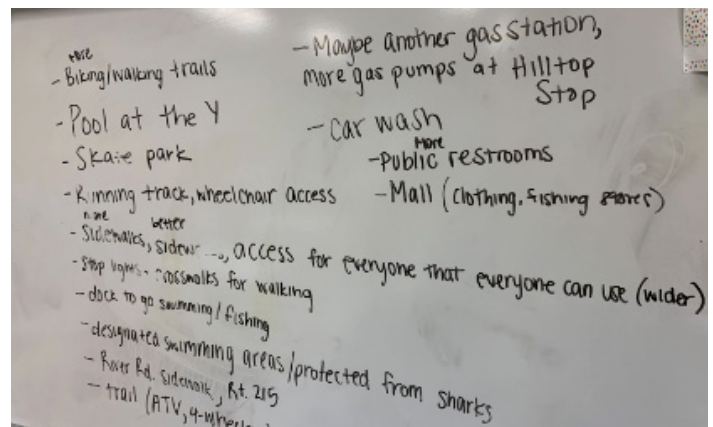 more
- Biking/walking trails
- Pool at the Y
- Skate park
- Running track, wheelchair access
more better
- Sidewalks, access for everyone that everyone can use (wider)
- Stop lights, crosswalks for walking
- dock to go swimming/fishing
- designated swimming areas/protected from sharks
- River Rd. sidewalk, Rt. 215
- trail (ATV, 4-wheeler
- Maybe another gas station,
more gas pumps at Hilltop
Stop
- Car wash
More
- Public restrooms
- Mall (clothing, fishing stores)